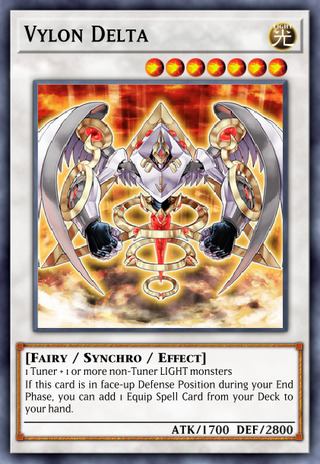 Vylon Delta
LIGHT
光
[Fairy / Synchro / Effect]
1 Tuner + 1 or more non-Tuner LIGHT monsters
If this card is in face-up Defense Position during your End
Phase, you can add 1 Equip Spell Card from your Deck to
your hand.
ATK/1700 DEF/2800